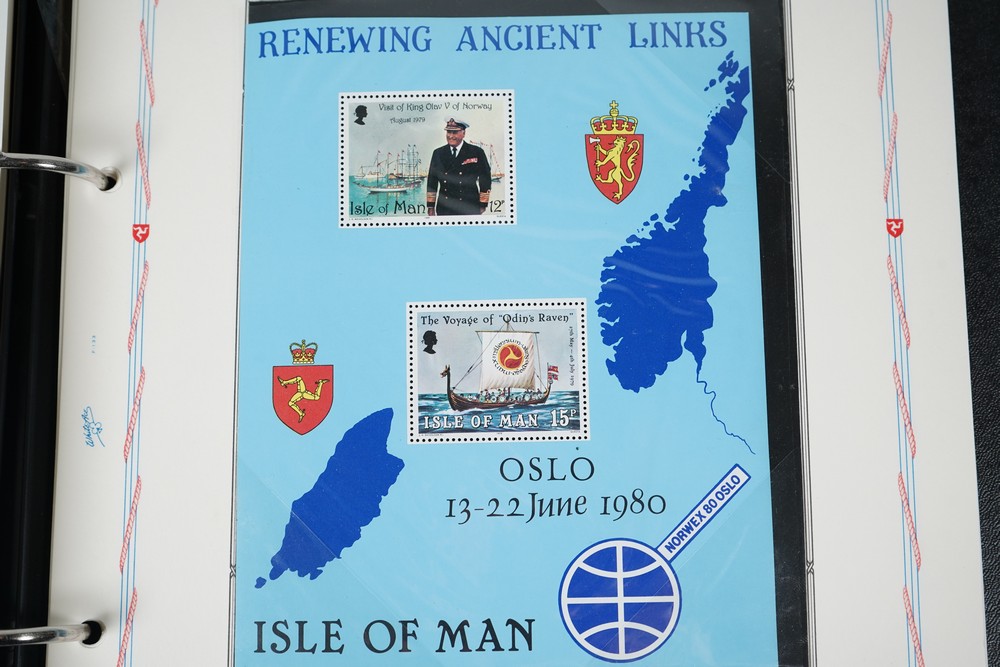 RENEWING ANCIENT LINKS
Visit of King Olav V of Norway
August 1979
Isle of Man 12P
The Voyage of "Odin's Raven"
ISLE OF MAN 15P
OSLO
13-22 June 1980
NORWEX 80 OSLO
ISLE OF MAN